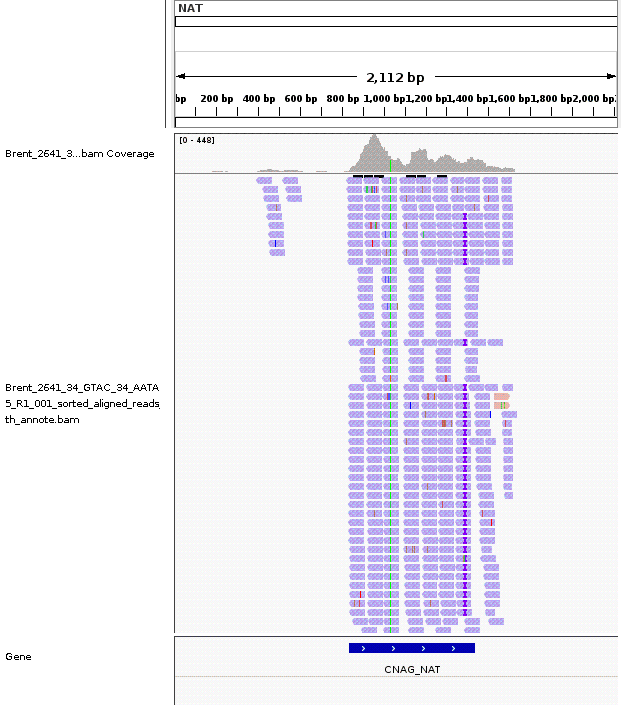 NAT
2,112 bp
bp 200 bp 400 bp 600 bp 800 bp 1,000 bp 1,200 bp 1,400 bp 1,600 bp 1,800 bp 2,000 bp
[0 - 448]
Brent_2641_3...bam Coverage
Brent_2641_34_GTAC_34_AATA
5_R1_001_sorted_aligned_reads_
th_annote.bam
Gene
CNAG_NAT